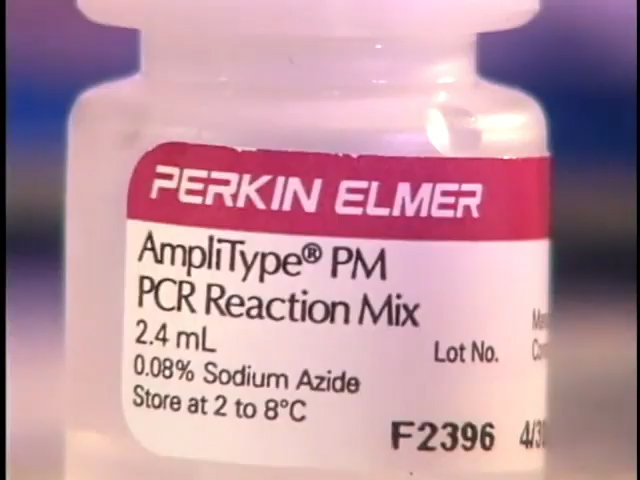 PERKIN ELMER
AmpliType® PM
PCR Reaction Mix
2.4 mL
0.08% Sodium Azide
Store at 2 to 8°C
Lot No.
F2396